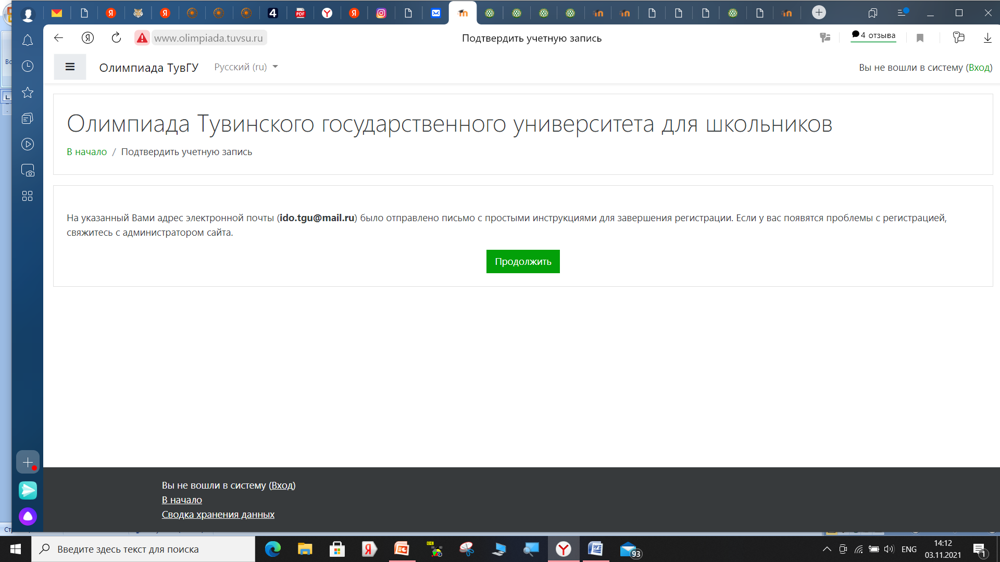 www.olimpiada.tuvsu.ru
Подтвердить учетную запись
4 отзыва
Олимпиада ТувГУ
Русский (ru)
Вы не вошли в систему (Вход)
Олимпиада Тувинского государственного университета для школьников
В начало / Подтвердить учетную запись
На указанный Вами адрес электронной почты (ido.tgu@mail.ru) было отправлено письмо с простыми инструкциями для завершения регистрации. Если у вас появятся проблемы с регистрацией,
свяжитесь с администратором сайта.
Продолжить
Вы не вошли в систему (Вход)
В начало
Сводка хранения данных
Введите здесь текст для поиска
93
ENG
14:12
03.11.2021
1